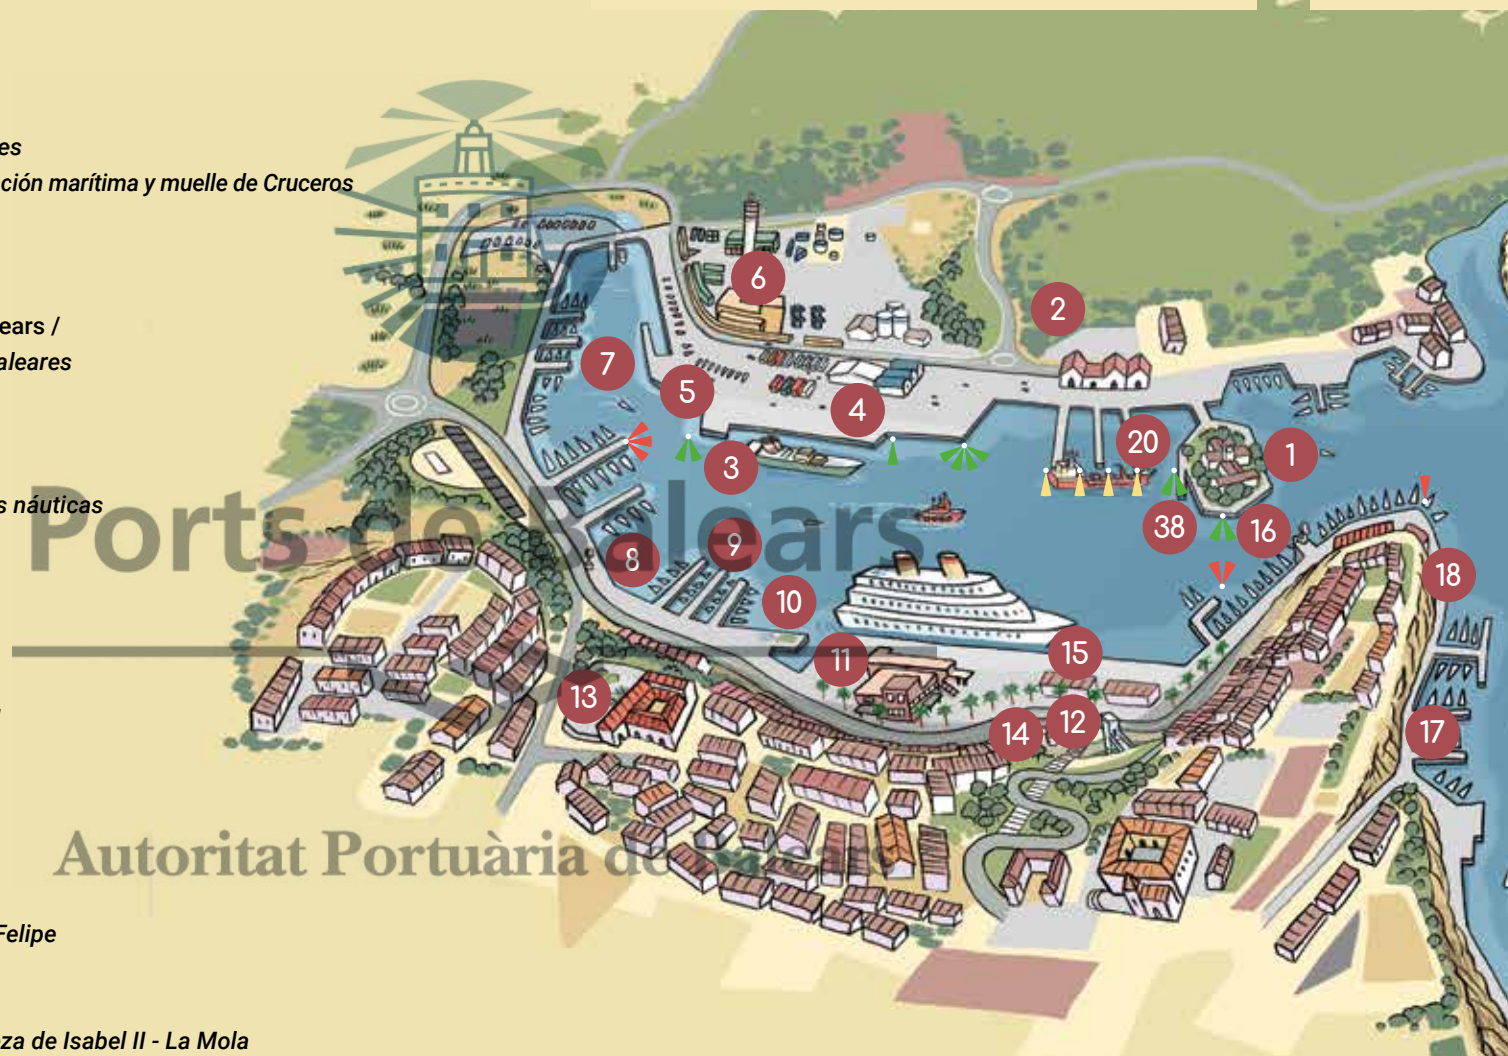 es
ción marítima y muelle de Cruceros
6
2
ears /
aleares
7
5
4
20
1
3
s náuticas
38
16
Ports de Balears
8
9
18
10
11
15
13
14
12
17
Autoritat Portuària de Balears
Felipe
za de Isabel II - La Mola